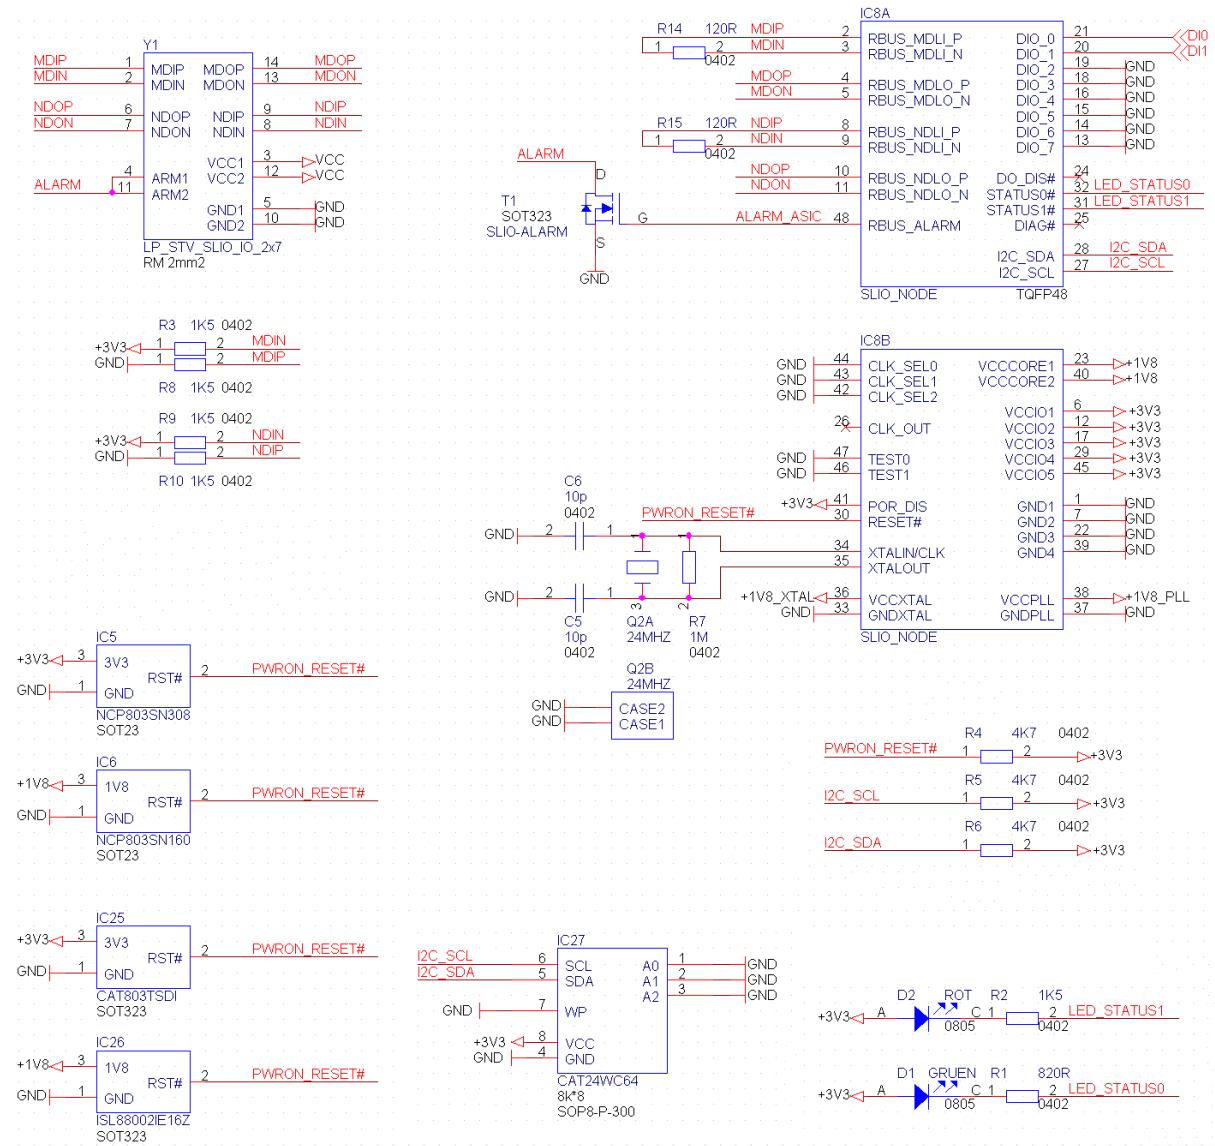 Y1
MDIP 1 MDIP MDOP 14 MDOP
MDIN 2 MDIN MDON 13 MDON
NDOP 6 NDOP NDIP 9 NDIP
NDON 7 NDON NDIN 8 NDIN
VCC1 3 VCC
4 ARM1 VCC2 12 VCC
ALARM 11 ARM2
GND1 5 GND
GND2 10 GND
LP_STV_SLIO_IO_2x7
RM 2mm2
IC8A
R14 120R MDIP 2 RBUS_MDLI_P DIO_0 21 DI0
1 2 MDIN 3 RBUS_MDLI_N DIO_1 20 DI1
0402
DIO_2 19 GND
MDOP 4 RBUS_MDLO_P DIO_3 18 GND
MDON 5 RBUS_MDLO_N DIO_4 16 GND
DIO_5 15 GND
R15 120R NDIP 8 RBUS_NDLI_P DIO_6 14 GND
1 2 NDIN 9 RBUS_NDLI_N DIO_7 13 GND
0402
NDOP 10 RBUS_NDLO_P DO_DIS# 24
NDON 11 RBUS_NDLO_N STATUS0# 32 LED_STATUS0
STATUS1# 31 LED_STATUS1
ALARM_ASIC 48 RBUS_ALARM DIAG# 25
I2C_SDA 28 I2C_SDA
I2C_SCL 27 I2C_SCL
SLIO_NODE TQFP48
ALARM
D
T1
SOT323 G
SLIO-ALARM
S
GND
R3 1K5 0402
+3V3 1 2 MDIN
GND 1 2 MDIP
R8 1K5 0402
R9 1K5 0402
+3V3 1 2 NDIN
GND 1 2 NDIP
R10 1K5 0402
IC8B
GND 44 CLK_SEL0 VCCCORE1 23 +1V8
GND 43 CLK_SEL1 VCCCORE2 40 +1V8
GND 42 CLK_SEL2
VCCIO1 6 +3V3
26 CLK_OUT VCCIO2 12 +3V3
VCCIO3 17 +3V3
GND 47 TEST0 VCCIO4 29 +3V3
GND 46 TEST1 VCCIO5 45 +3V3
+3V3 41 POR_DIS GND1 1 GND
PWRON_RESET# 30 RESET# GND2 7 GND
GND3 22 GND
34 XTALIN/CLK GND4 39 GND
35 XTALOUT
+1V8_XTAL 36 VCCXTAL VCCPLL 38 +1V8_PLL
GND 33 GNDXTAL GNDPLL 37 GND
SLIO_NODE
C6
10p
0402
GND 2 1 1 1
GND 2 1 3 2
C5 Q2A R7
10p 24MHZ 1M
0402 0402
Q2B
24MHZ
GND CASE2
GND CASE1
IC5
+3V3 3 3V3
RST# 2 PWRON_RESET#
GND 1 GND
NCP803SN308
SOT23
IC6
+1V8 3 1V8
RST# 2 PWRON_RESET#
GND 1 GND
NCP803SN160
SOT23
R4 4K7 0402
PWRON_RESET# 1 2 +3V3
R5 4K7 0402
I2C_SCL 1 2 +3V3
R6 4K7 0402
I2C_SDA 1 2 +3V3
IC25
+3V3 3 3V3
RST# 2 PWRON_RESET#
GND 1 GND
CAT803TSDI
SOT323
IC26
+1V8 3 1V8
RST# 2 PWRON_RESET#
GND 1 GND
ISL88002IE16Z
SOT323
IC27
I2C_SCL 6 SCL A0 1 GND
I2C_SDA 5 SDA A1 2 GND
A2 3 GND
GND 7 WP
+3V3 8 VCC
GND 4 GND
CAT24WC64
8k*8
SOP8-P-300
D2 ROT R2 1K5
+3V3 A C 1 2 LED_STATUS1
0805 0402
D1 GRUEN R1 820R
+3V3 A C 1 2 LED_STATUS0
0805 0402